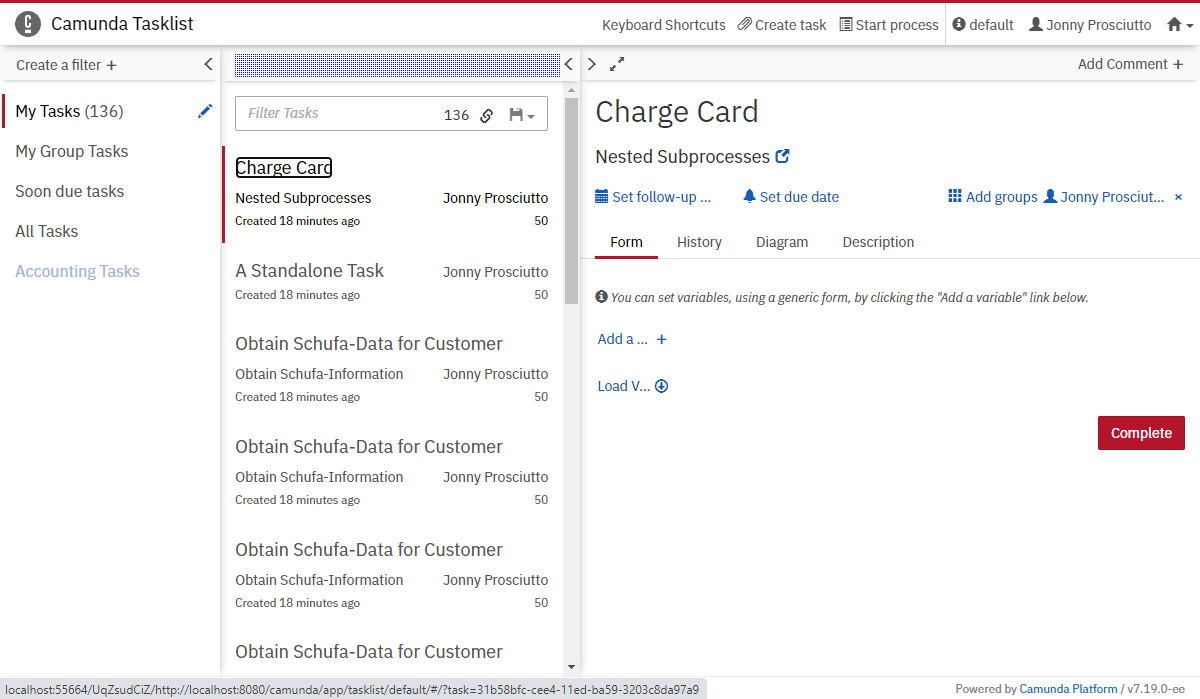 Camunda Tasklist
Keyboard Shortcuts Create task Start process default Jonny Prosciutto
Create a filter +
Add Comment +
My Tasks (136)
My Group Tasks
Soon due tasks
All Tasks
Accounting Tasks
Filter Tasks 136
Charge Card
Nested Subprocesses Jonny Prosciutto
Created 18 minutes ago 50
A Standalone Task Jonny Prosciutto
Created 18 minutes ago 50
Obtain Schufa-Data for Customer
Obtain Schufa-Information Jonny Prosciutto
Created 18 minutes ago 50
Obtain Schufa-Data for Customer
Obtain Schufa-Information Jonny Prosciutto
Created 18 minutes ago 50
Obtain Schufa-Data for Customer
Obtain Schufa-Information Jonny Prosciutto
Created 18 minutes ago 50
Obtain Schufa-Data for Customer
Charge Card
Nested Subprocesses
Set follow-up ... Set due date Add groups Jonny Prosciut... ×
Form History Diagram Description
You can set variables, using a generic form, by clicking the "Add a variable" link below.
Add a ... +
Load V...
Complete
localhost:55664/UqZsudCiZ/http://localhost:8080/camunda/app/tasklist/default/#/?task=31b58bfc-cee4-11ed-ba59-3203c8da97a9
Powered by Camunda Platform / v7.19.0-ee